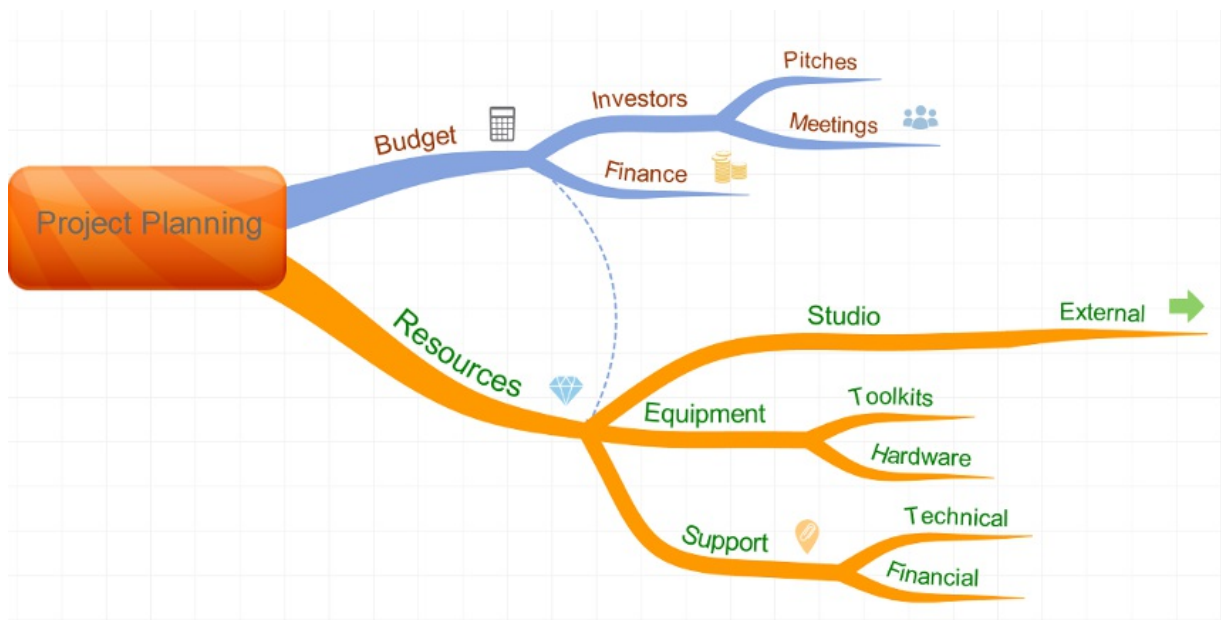 Project Planning
Budget
Investors
Pitches
Meetings
Finance
Resources
Studio
External
Equipment
Toolkits
Hardware
Support
Technical
Financial